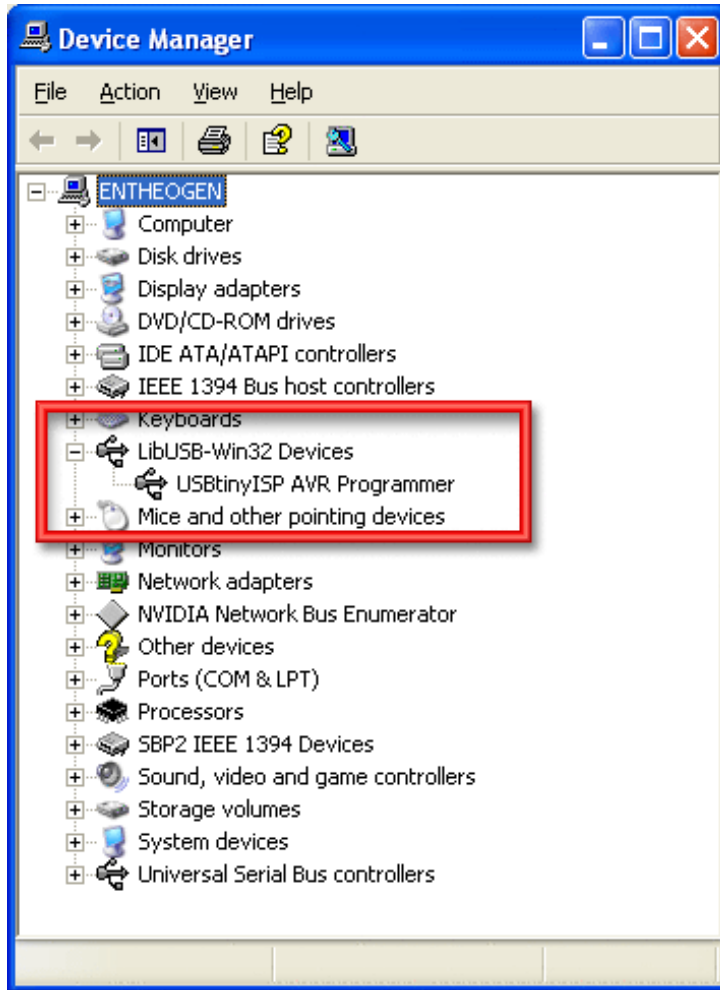 Device Manager
File Action View Help
ENTHEOGEN
Computer
Disk drives
Display adapters
DVD/CD-ROM drives
IDE ATA/ATAPI controllers
IEEE 1394 Bus host controllers
Keyboards
LibUSB-Win32 Devices
USBtinyISP AVR Programmer
Mice and other pointing devices
Monitors
Network adapters
NVIDIA Network Bus Enumerator
Other devices
Ports (COM & LPT)
Processors
SBP2 IEEE 1394 Devices
Sound, video and game controllers
Storage volumes
System devices
Universal Serial Bus controllers